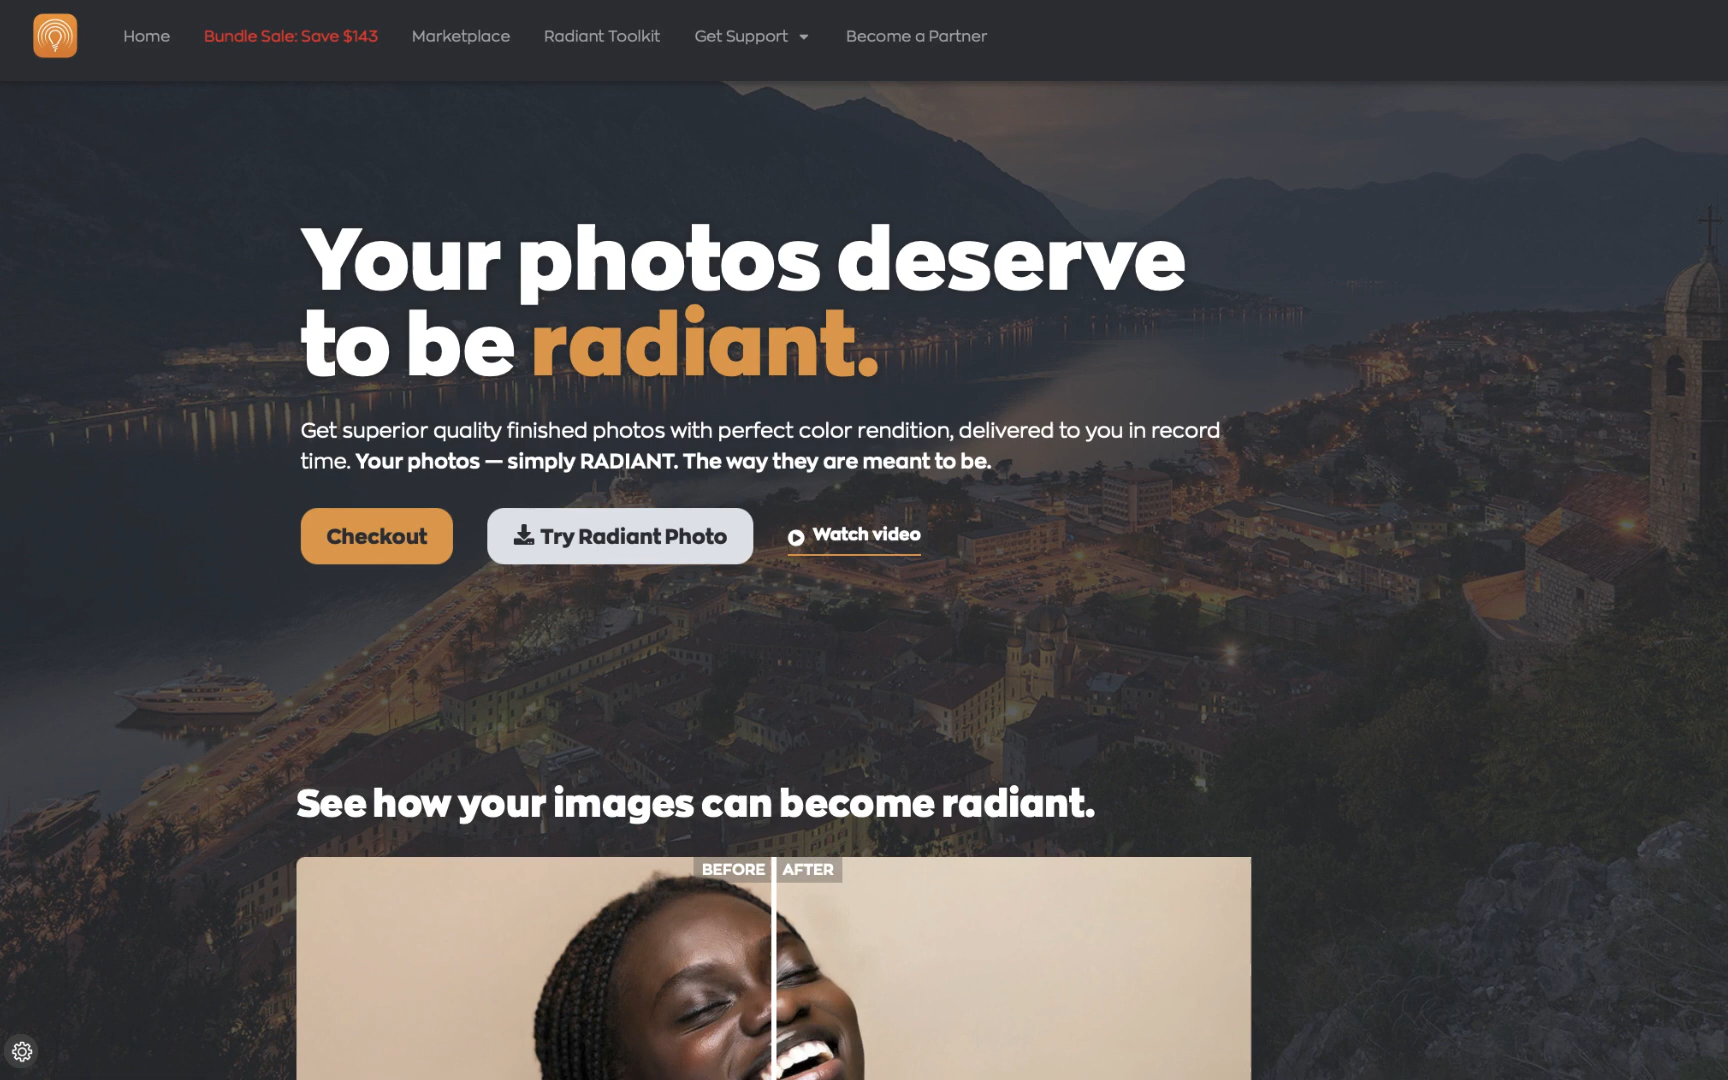 Home
Bundle Sale: Save $143
Marketplace
Radiant Toolkit
Get Support
Become a Partner
Your photos deserve
to be radiant.
Get superior quality finished photos with perfect color rendition, delivered to you in record
time. Your photos — simply RADIANT. The way they are meant to be.
Checkout
Try Radiant Photo
Watch video
See how your images can become radiant.
BEFORE
AFTER